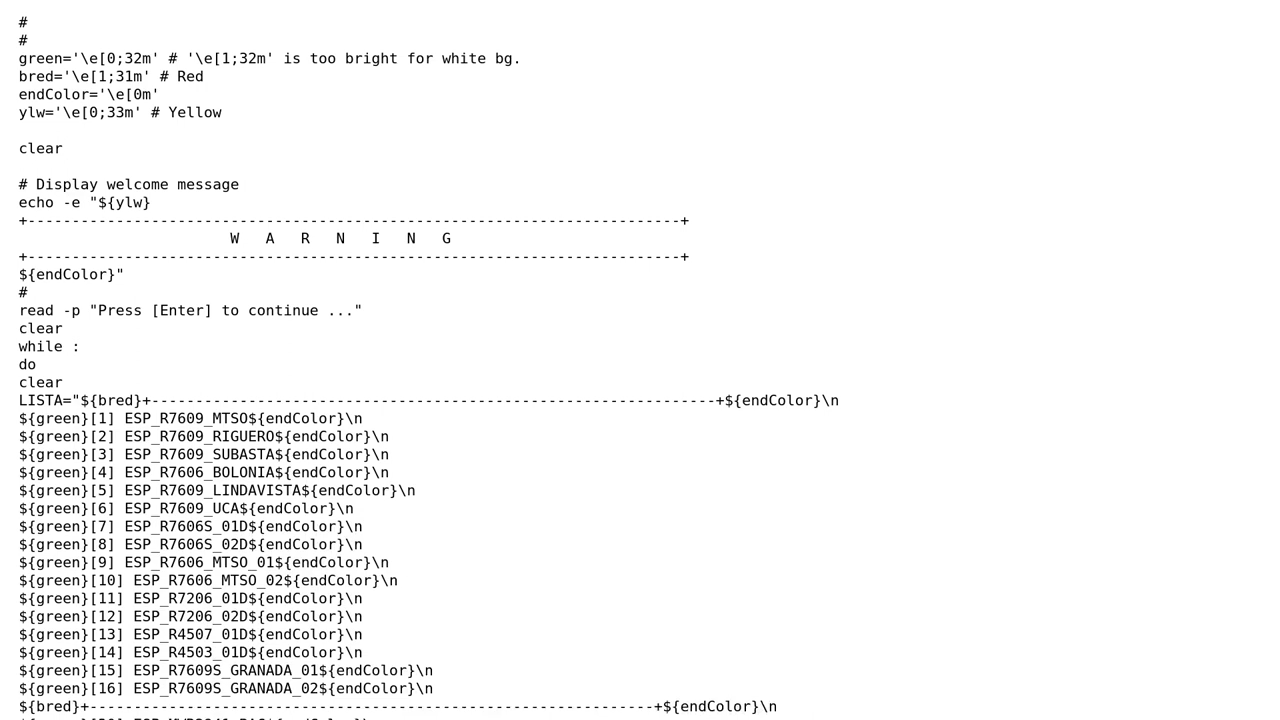 #
#
green='\e[0;32m' # '\e[1;32m' is too bright for white bg.
bred='\e[1;31m' # Red
endColor='\e[0m'
ylw='\e[0;33m' # Yellow
clear
# Display welcome message
echo -e "${ylw}
+--------------------------------------------------------------------------+
W   A   R   N   I   N   G
+--------------------------------------------------------------------------+
${endColor}"
#
read -p "Press [Enter] to continue ..."
clear
while :
do
clear
LISTA="${bred}+----------------------------------------------------------------+${endColor}\n
${green}[1] ESP_R7609_MTSO${endColor}\n
${green}[2] ESP_R7609_RIGUERO${endColor}\n
${green}[3] ESP_R7609_SUBASTA${endColor}\n
${green}[4] ESP_R7606_BOLONIA${endColor}\n
${green}[5] ESP_R7609_LINDAVISTA${endColor}\n
${green}[6] ESP_R7609_UCA${endColor}\n
${green}[7] ESP_R7606S_01D${endColor}\n
${green}[8] ESP_R7606S_02D${endColor}\n
${green}[9] ESP_R7606_MTSO_01${endColor}\n
${green}[10] ESP_R7606_MTSO_02${endColor}\n
${green}[11] ESP_R7206_01D${endColor}\n
${green}[12] ESP_R7206_02D${endColor}\n
${green}[13] ESP_R4507_01D${endColor}\n
${green}[14] ESP_R4503_01D${endColor}\n
${green}[15] ESP_R7609S_GRANADA_01${endColor}\n
${green}[16] ESP_R7609S_GRANADA_02${endColor}\n
${bred}+----------------------------------------------------------------+${endColor}\n